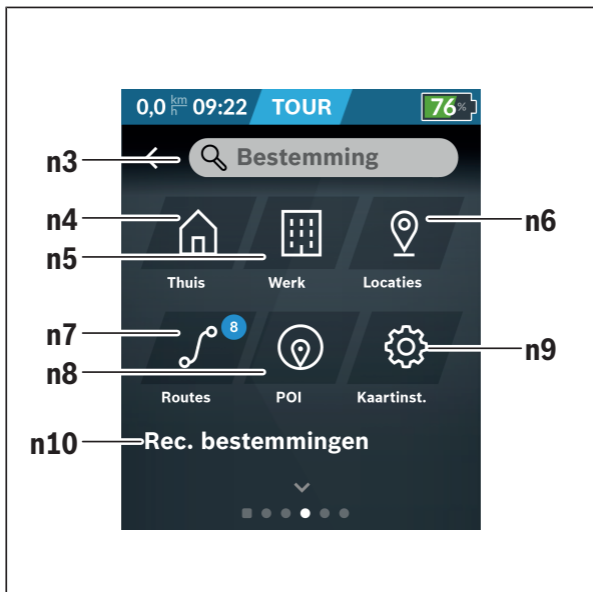 0,0 km/h 09:22 TOUR 76%
n3 Bestemming
n4
n5
n6
Thuis Werk Locaties
n7 8
n8
n9
Routes POI Kaartinst.
n10 Rec. bestemmingen